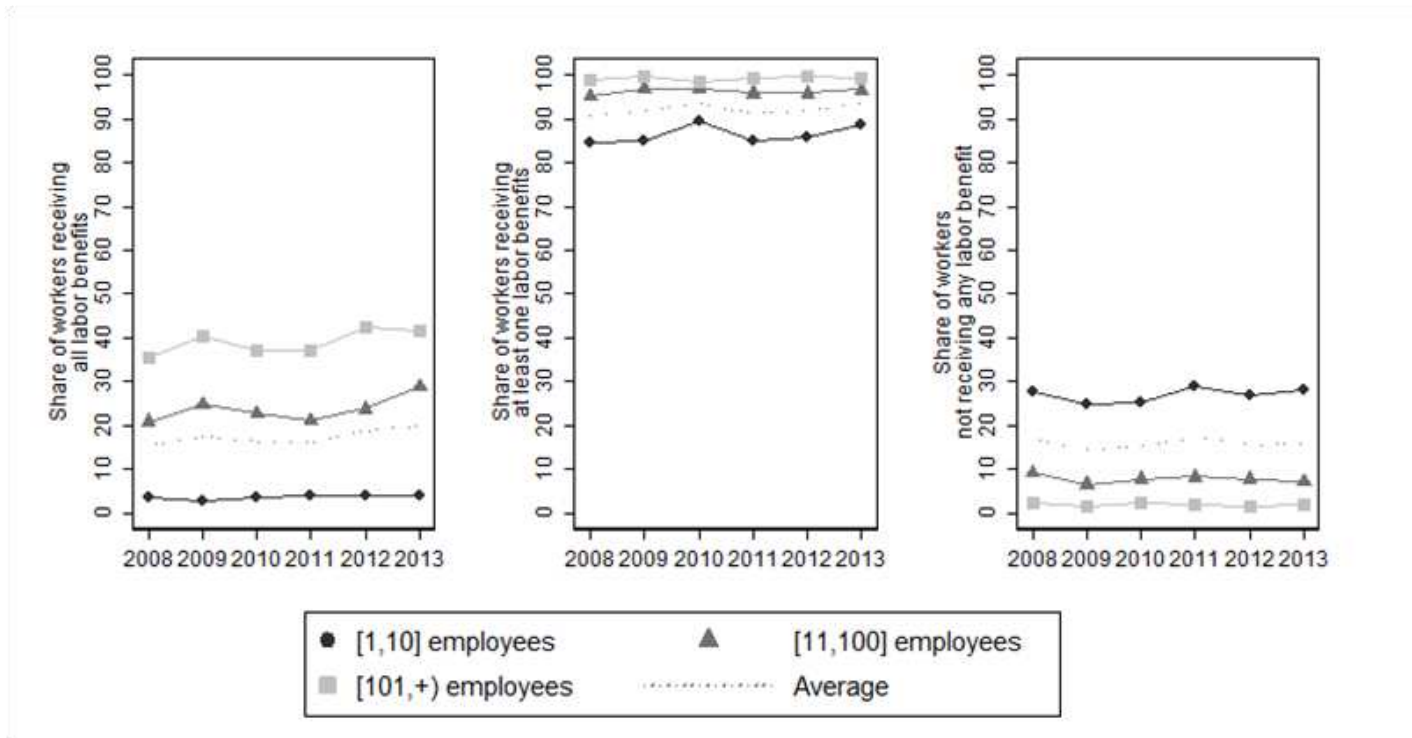 Share of workers receiving
all labor benefits
100
90
80
70
60
50
40
30
20
10
0
2008 2009 2010 2011 2012 2013
Share of workers receiving
at least one labor benefits
100
90
80
70
60
50
40
30
20
10
0
2008 2009 2010 2011 2012 2013
Share of workers
not receiving any labor benefit
100
90
80
70
60
50
40
30
20
10
0
2008 2009 2010 2011 2012 2013
[1,10] employees
[11,100] employees
[101,+) employees
Average